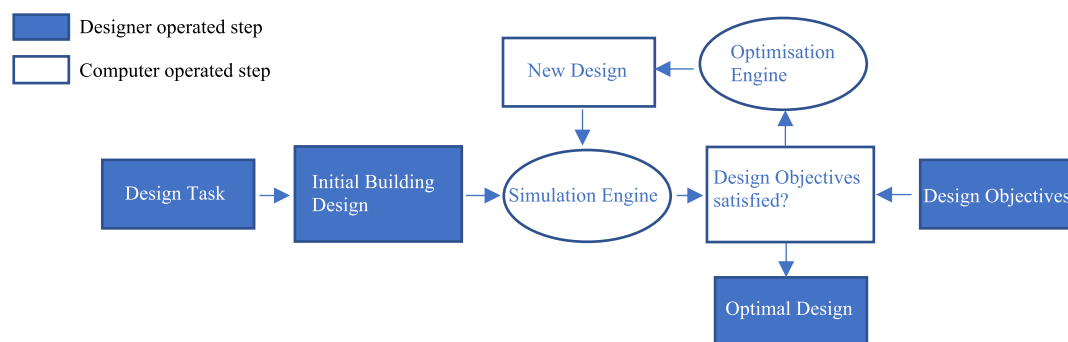 Designer operated step
Computer operated step
New Design
Optimisation
Engine
Design Task
Initial Building
Design
Simulation Engine
Design Objectives
satisfied?
Design Objectives
Optimal Design